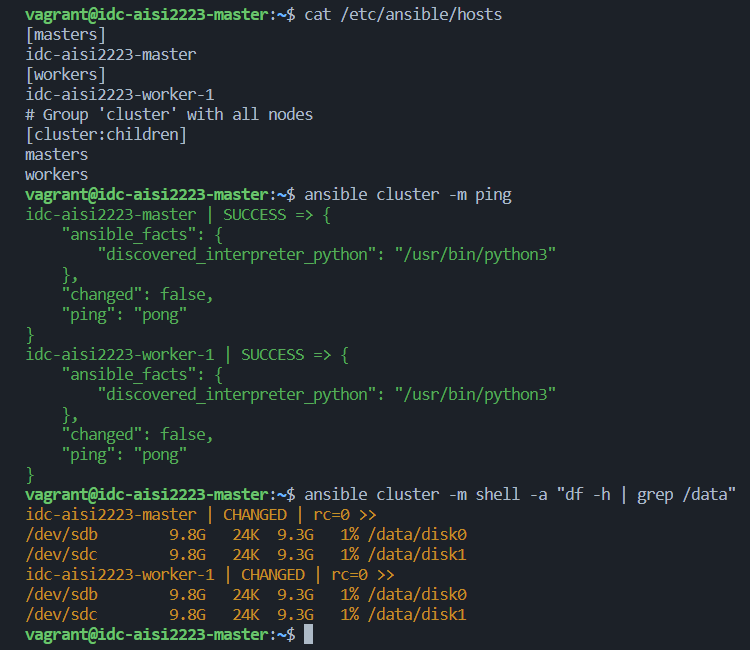 vagrant@idc-aisi2223-master:~$ cat /etc/ansible/hosts
[masters]
idc-aisi2223-master
[workers]
idc-aisi2223-worker-1
# Group 'cluster' with all nodes
[cluster:children]
masters
workers
vagrant@idc-aisi2223-master:~$ ansible cluster -m ping
idc-aisi2223-master | SUCCESS => {
    "ansible_facts": {
        "discovered_interpreter_python": "/usr/bin/python3"
    },
    "changed": false,
    "ping": "pong"
}
idc-aisi2223-worker-1 | SUCCESS => {
    "ansible_facts": {
        "discovered_interpreter_python": "/usr/bin/python3"
    },
    "changed": false,
    "ping": "pong"
}
vagrant@idc-aisi2223-master:~$ ansible cluster -m shell -a "df -h | grep /data"
idc-aisi2223-master | CHANGED | rc=0 >>
/dev/sdb        9.8G   24K  9.3G   1% /data/disk0
/dev/sdc        9.8G   24K  9.3G   1% /data/disk1
idc-aisi2223-worker-1 | CHANGED | rc=0 >>
/dev/sdb        9.8G   24K  9.3G   1% /data/disk0
/dev/sdc        9.8G   24K  9.3G   1% /data/disk1
vagrant@idc-aisi2223-master:~$